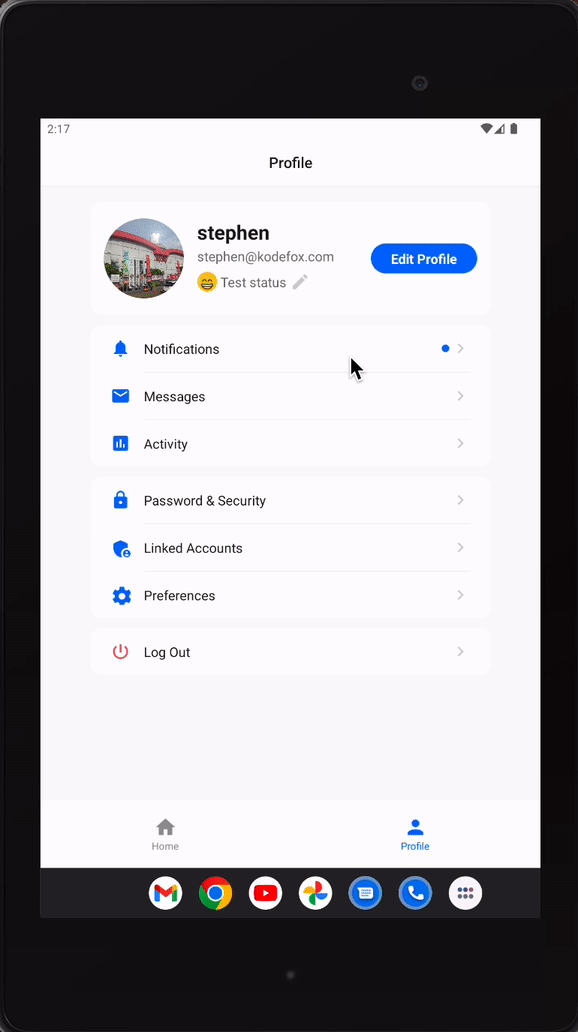 2:17
Profile
stephen
stephen@kodefox.com
Test status
Edit Profile
Notifications
Messages
Activity
Password & Security
Linked Accounts
Preferences
Log Out
Home
Profile